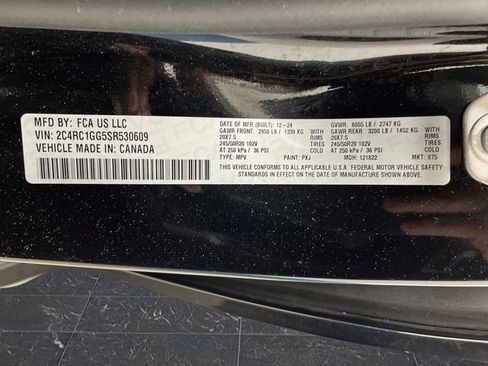 MFD BY: FCA US LLC
VIN: 2C4RC1GG5SR530609
VEHICLE MADE IN: CANADA
DATE OF MFR (BUILT): 12-24 GVWR: 6055 LB / 2747 KG
GAWR FRONT: 2950 LB / 1339 KG WITH GAWR REAR: 3200 LB / 1452 KG WITH
20X7.5 RIMS 20X7.5 RIMS
245/50R20 102V TIRES 245/50R20 102V TIRES
AT 250 kPa / 36 PSI COLD AT 250 kPa / 36 PSI COLD
TYPE: MPV PAINT: PXJ MDH: 121822 MKT: 875
THIS VEHICLE CONFORMS TO ALL APPLICABLE U.S.A. FEDERAL MOTOR VEHICLE SAFETY
STANDARDS IN EFFECT ON THE DATE OF MANUFACTURE SHOWN ABOVE.